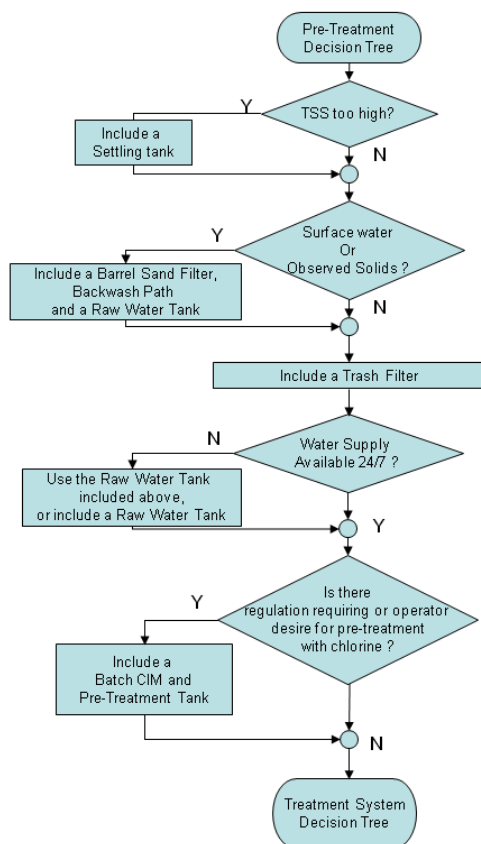 Pre-Treatment
Decision Tree
Y
TSS too high?
Include a
Settling tank
N
Y
Surface water
Or
Observed Solids ?
Include a Barrel Sand Filter,
Backwash Path
and a Raw Water Tank
N
Include a Trash Filter
N
Water Supply
Available 24/7 ?
Use the Raw Water Tank
included above,
or include a Raw Water Tank
Y
Is there
regulation requiring or operator
desire for pre-treatment
with chlorine ?
Y
Include a
Batch CIM and
Pre-Treatment Tank
N
Treatment System
Decision Tree